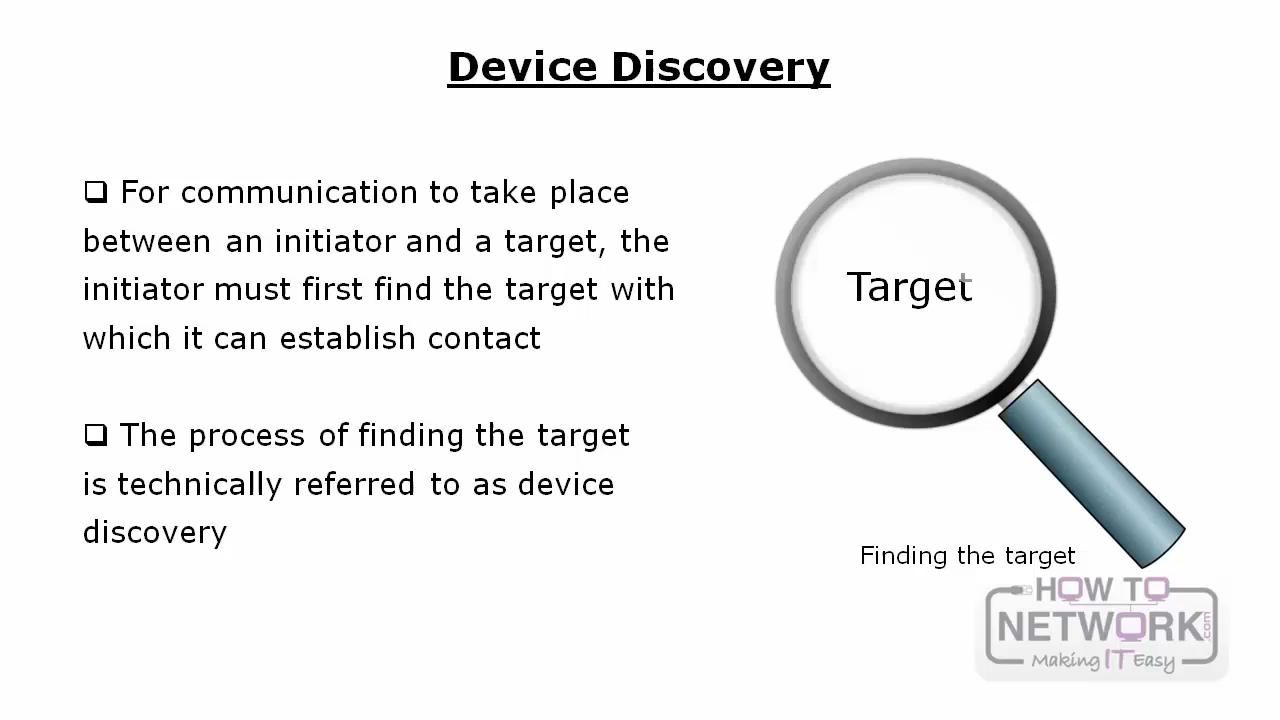 Device Discovery
❑ For communication to take place
between an initiator and a target, the
initiator must first find the target with
which it can establish contact
❑ The process of finding the target
is technically referred to as device
discovery
Target
Finding the target
HOW TO
NETWORK.com
Making IT Easy